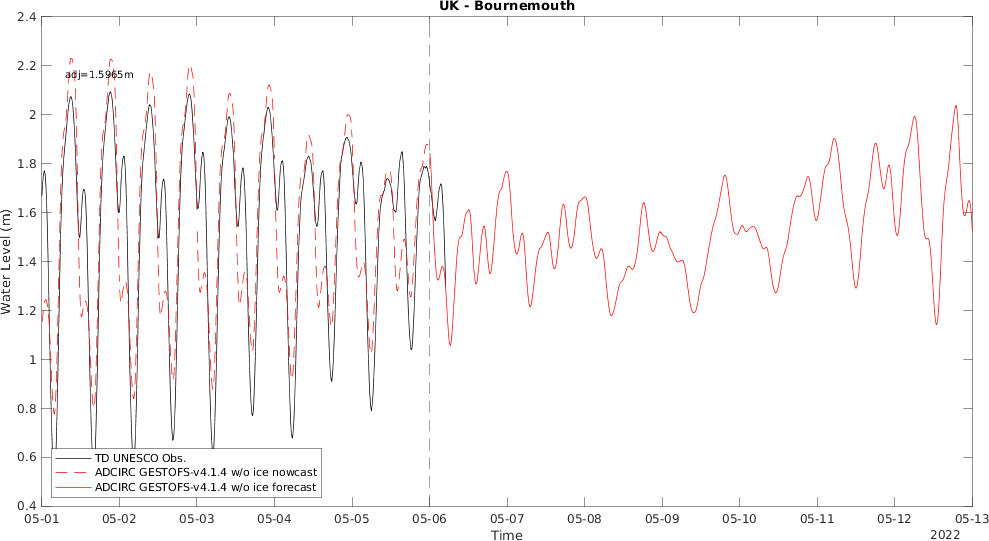 UK - Bournemouth
2.4
2.2
2
1.8
1.6
1.4
1.2
1
0.8
0.6
0.4
Water Level (m)
adj=1.5965m
TD UNESCO Obs.
ADCIRC GESTOFS-v4.1.4 w/o ice nowcast
ADCIRC GESTOFS-v4.1.4 w/o ice forecast
05-01 05-02 05-03 05-04 05-05 05-06 05-07 05-08 05-09 05-10 05-11 05-12 05-13
Time
2022